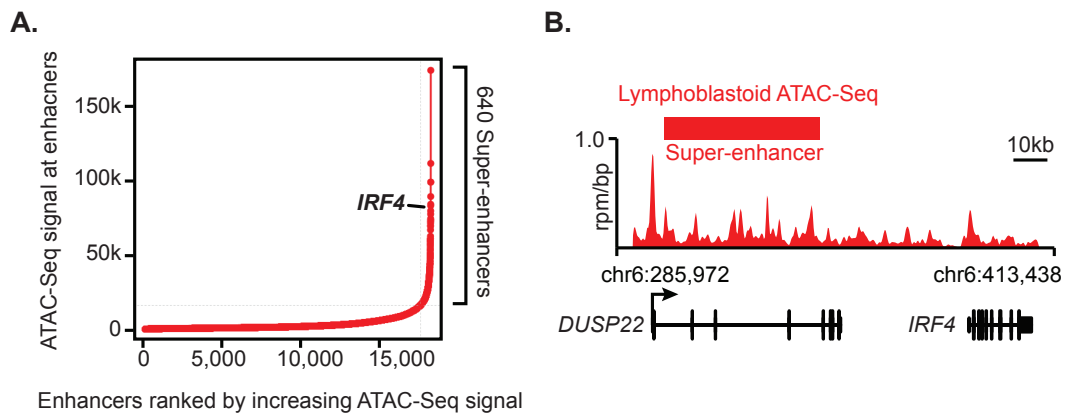 A.
ATAC-Seq signal at enhacners
150k
100k
50k
0
IRF4
640 Super-enhancers
0 5,000 10,000 15,000
Enhancers ranked by increasing ATAC-Seq signal
B.
Lymphoblastoid ATAC-Seq
Super-enhancer
1.0
rpm/bp
10kb
chr6:285,972 chr6:413,438
DUSP22 IRF4